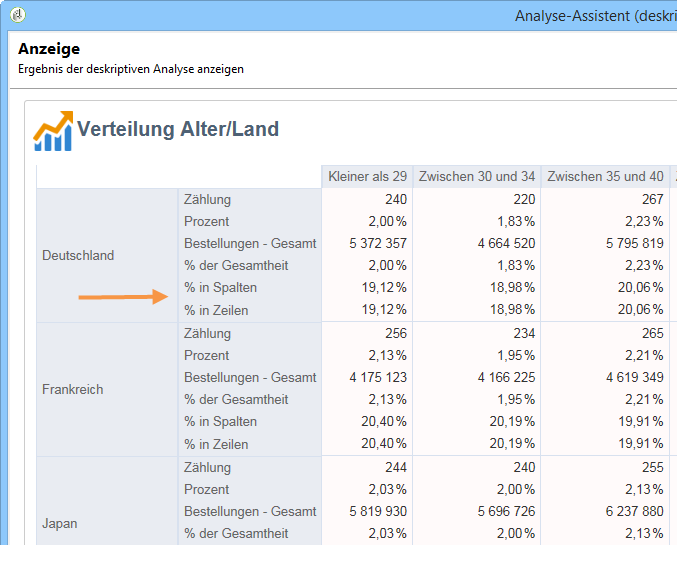 Analyse-Assistent (deskri
Anzeige
Ergebnis der deskriptiven Analyse anzeigen
Verteilung Alter/Land
Kleiner als 29 Zwischen 30 und 34 Zwischen 35 und 40
Deutschland
Zählung 240 220 267
Prozent 2,00 % 1,83 % 2,23 %
Bestellungen - Gesamt 5 372 357 4 664 520 5 795 819
% der Gesamtheit 2,00 % 1,83 % 2,23 %
% in Spalten 19,12 % 18,98 % 20,06 %
% in Zeilen 19,12 % 18,98 % 20,06 %
Frankreich
Zählung 256 234 265
Prozent 2,13 % 1,95 % 2,21 %
Bestellungen - Gesamt 4 175 123 4 166 225 4 619 349
% der Gesamtheit 2,13 % 1,95 % 2,21 %
% in Spalten 20,40 % 20,19 % 19,91 %
% in Zeilen 20,40 % 20,19 % 19,91 %
Japan
Zählung 244 240 255
Prozent 2,03 % 2,00 % 2,13 %
Bestellungen - Gesamt 5 819 930 5 696 726 6 237 880
% der Gesamtheit 2,03 % 2,00 % 2,13 %